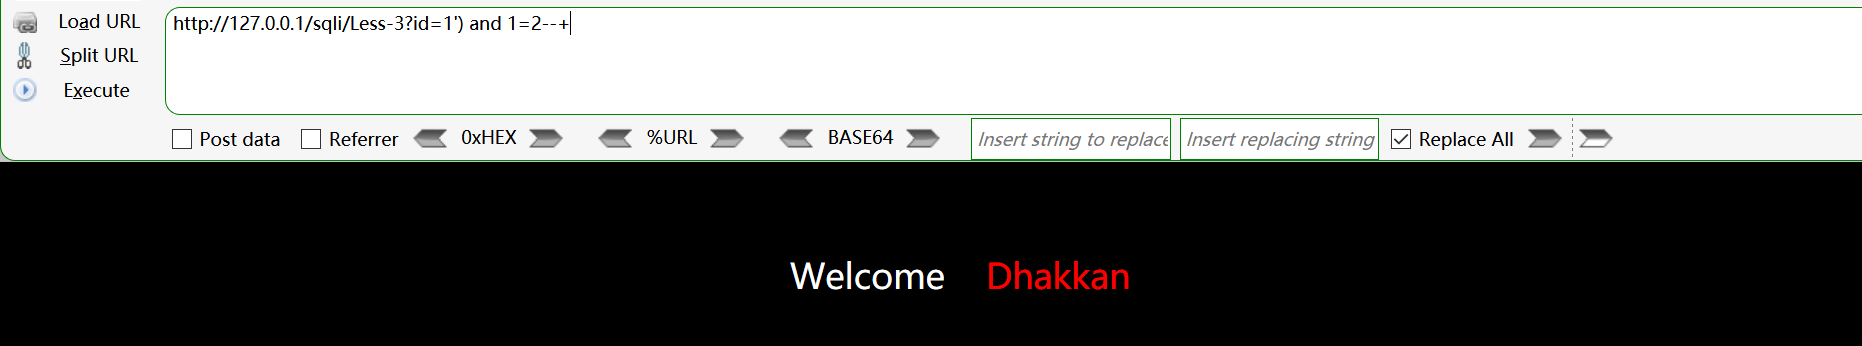 Load URL
http://127.0.0.1/sqli/Less-3?id=1') and 1=2--+
Split URL
Execute
Post data Referrer 0xHEX %URL BASE64 Insert string to replace Insert replacing string Replace All
Welcome Dhakkan